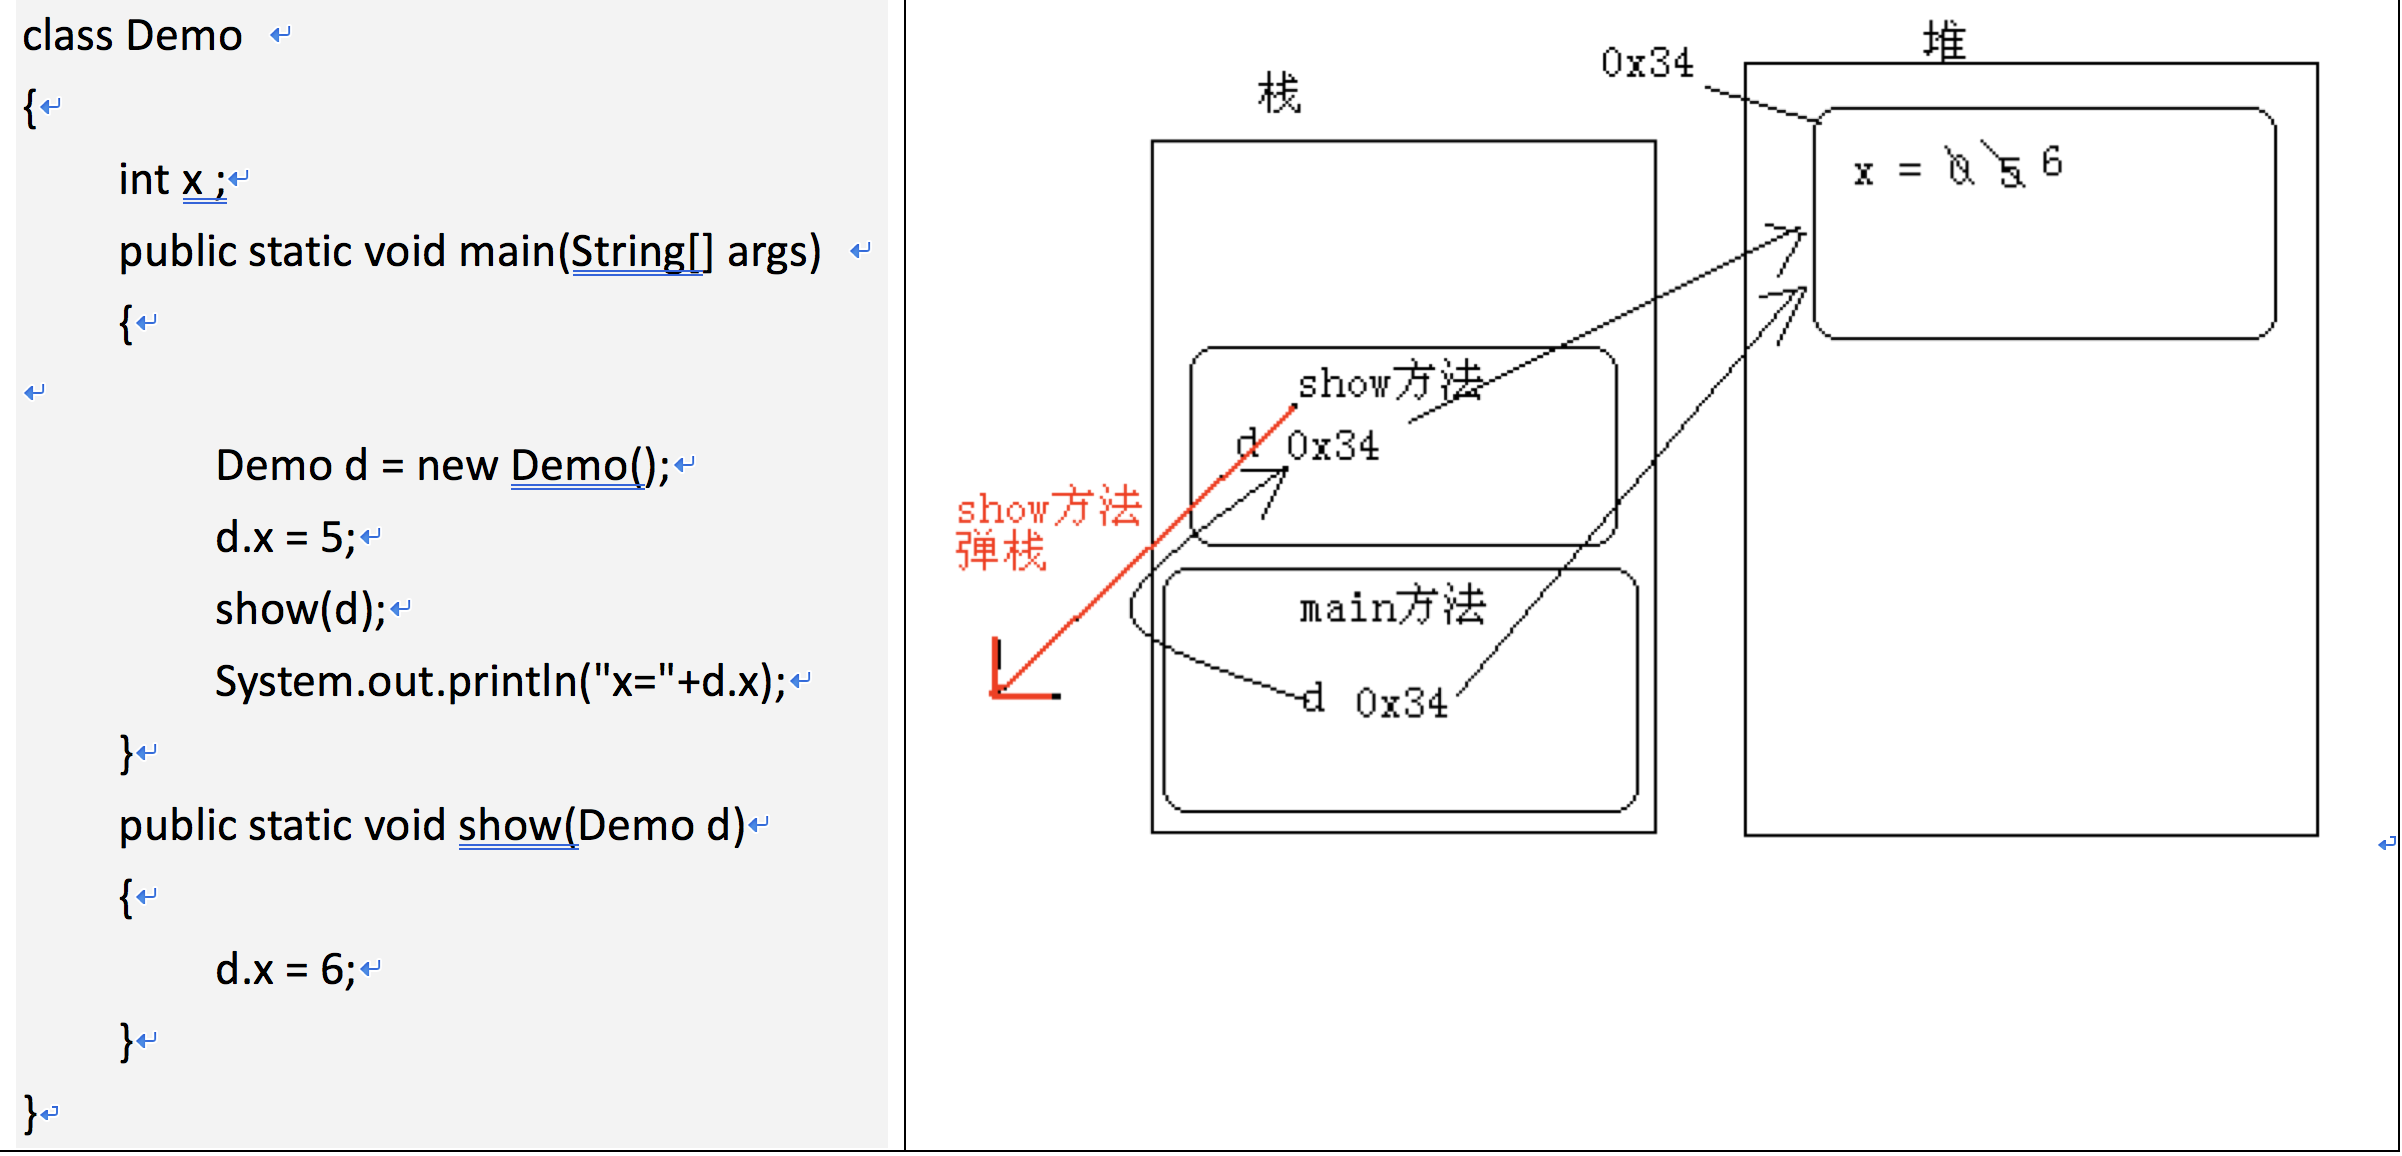 class Demo
{
int x ;
public static void main(String[] args)
{
Demo d = new Demo();
d.x = 5;
show(d);
System.out.println("x="+d.x);
}
public static void show(Demo d)
{
d.x = 6;
}
}
栈
0x34
堆
x = 0 5 6
show方法
d 0x34
show方法
弹栈
main方法
d 0x34